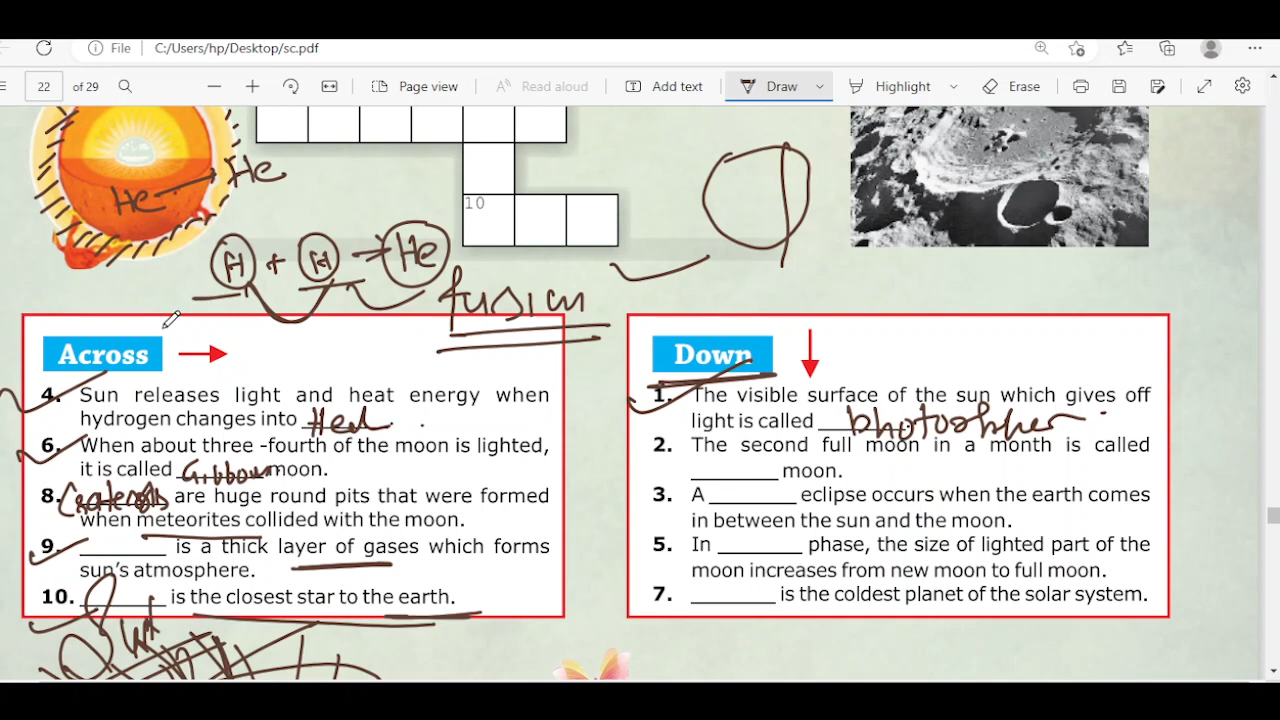 File C:/Users/hp/Desktop/sc.pdf
22 of 29 Page view Read aloud Add text Draw Highlight Erase
He → He
10
H + H → He
fusion
Across
4. Sun releases light and heat energy when
hydrogen changes into
6. When about three -fourth of the moon is lighted,
it is called Gibbous moon.
8. are huge round pits that were formed
when meteorites collided with the moon.
9. ________ is a thick layer of gases which forms
sun's atmosphere.
10. Sun is the closest star to the earth.
Down
1. The visible surface of the sun which gives off
light is called photospher
2. The second full moon in a month is called
________ moon.
3. A ________ eclipse occurs when the earth comes
in between the sun and the moon.
5. In ________ phase, the size of lighted part of the
moon increases from new moon to full moon.
7. ________ is the coldest planet of the solar system.